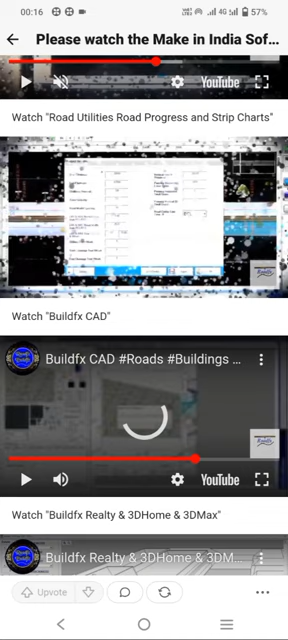 00:16
4G
57%
Please watch the Make in India Sof...
YouTube
Watch "Road Utilities Road Progress and Strip Charts"
Watch "Buildfx CAD"
Buildfx CAD #Roads #Buildings ...
YouTube
Watch "Buildfx Realty & 3DHome & 3DMax"
Buildfx Realty & 3DHome & 3DM...
Upvote